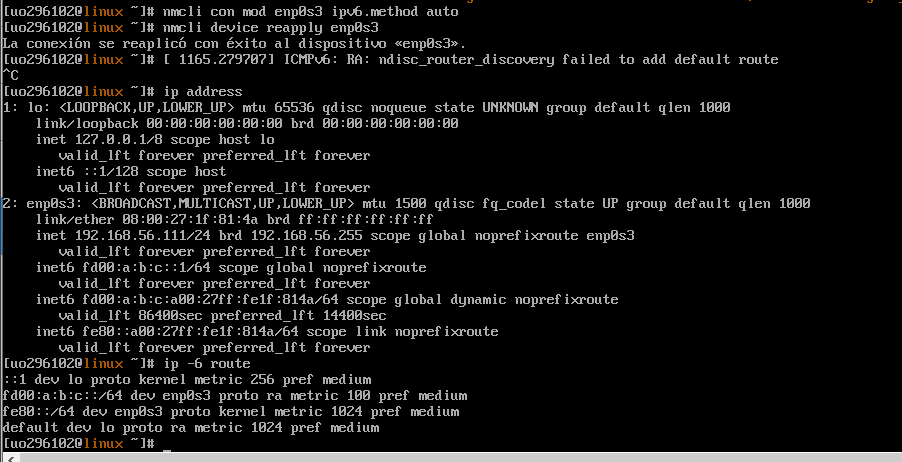 [uo296102@linux ~]# nmcli con mod enp0s3 ipv6.method auto
[uo296102@linux ~]# nmcli device reapply enp0s3
La conexión se reaplicó con éxito al dispositivo «enp0s3».
[uo296102@linux ~]# [ 1165.279707] ICMPv6: RA: ndisc_router_discovery failed to add default route
^C
[uo296102@linux ~]# ip address
1: lo: <LOOPBACK,UP,LOWER_UP> mtu 65536 qdisc noqueue state UNKNOWN group default qlen 1000
    link/loopback 00:00:00:00:00:00 brd 00:00:00:00:00:00
    inet 127.0.0.1/8 scope host lo
       valid_lft forever preferred_lft forever
    inet6 ::1/128 scope host
       valid_lft forever preferred_lft forever
2: enp0s3: <BROADCAST,MULTICAST,UP,LOWER_UP> mtu 1500 qdisc fq_codel state UP group default qlen 1000
    link/ether 08:00:27:1f:81:4a brd ff:ff:ff:ff:ff:ff
    inet 192.168.56.111/24 brd 192.168.56.255 scope global noprefixroute enp0s3
       valid_lft forever preferred_lft forever
    inet6 fd00:a:b:c::1/64 scope global noprefixroute
       valid_lft forever preferred_lft forever
    inet6 fd00:a:b:c:a00:27ff:fe1f:814a/64 scope global dynamic noprefixroute
       valid_lft 86400sec preferred_lft 14400sec
    inet6 fe80::a00:27ff:fe1f:814a/64 scope link noprefixroute
       valid_lft forever preferred_lft forever
[uo296102@linux ~]# ip -6 route
::1 dev lo proto kernel metric 256 pref medium
fd00:a:b:c::/64 dev enp0s3 proto ra metric 100 pref medium
fe80::/64 dev enp0s3 proto kernel metric 1024 pref medium
default dev lo proto ra metric 1024 pref medium
[uo296102@linux ~]# _